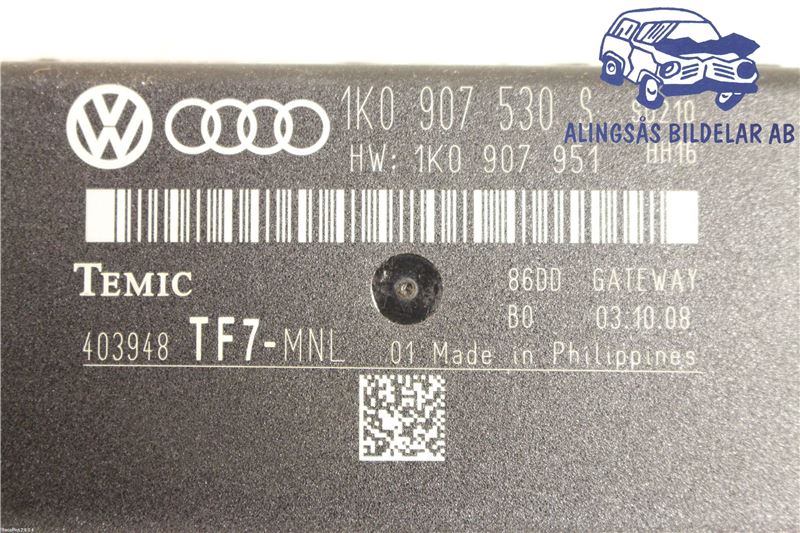 1K0 907 530 S
ALINGSÅS BILDELAR AB
HW: 1K0 907 951 HH16
TEMIC
86DD GATEWAY
B0 03.10.08
403948 TF7-MNL 01 Made in Philippines